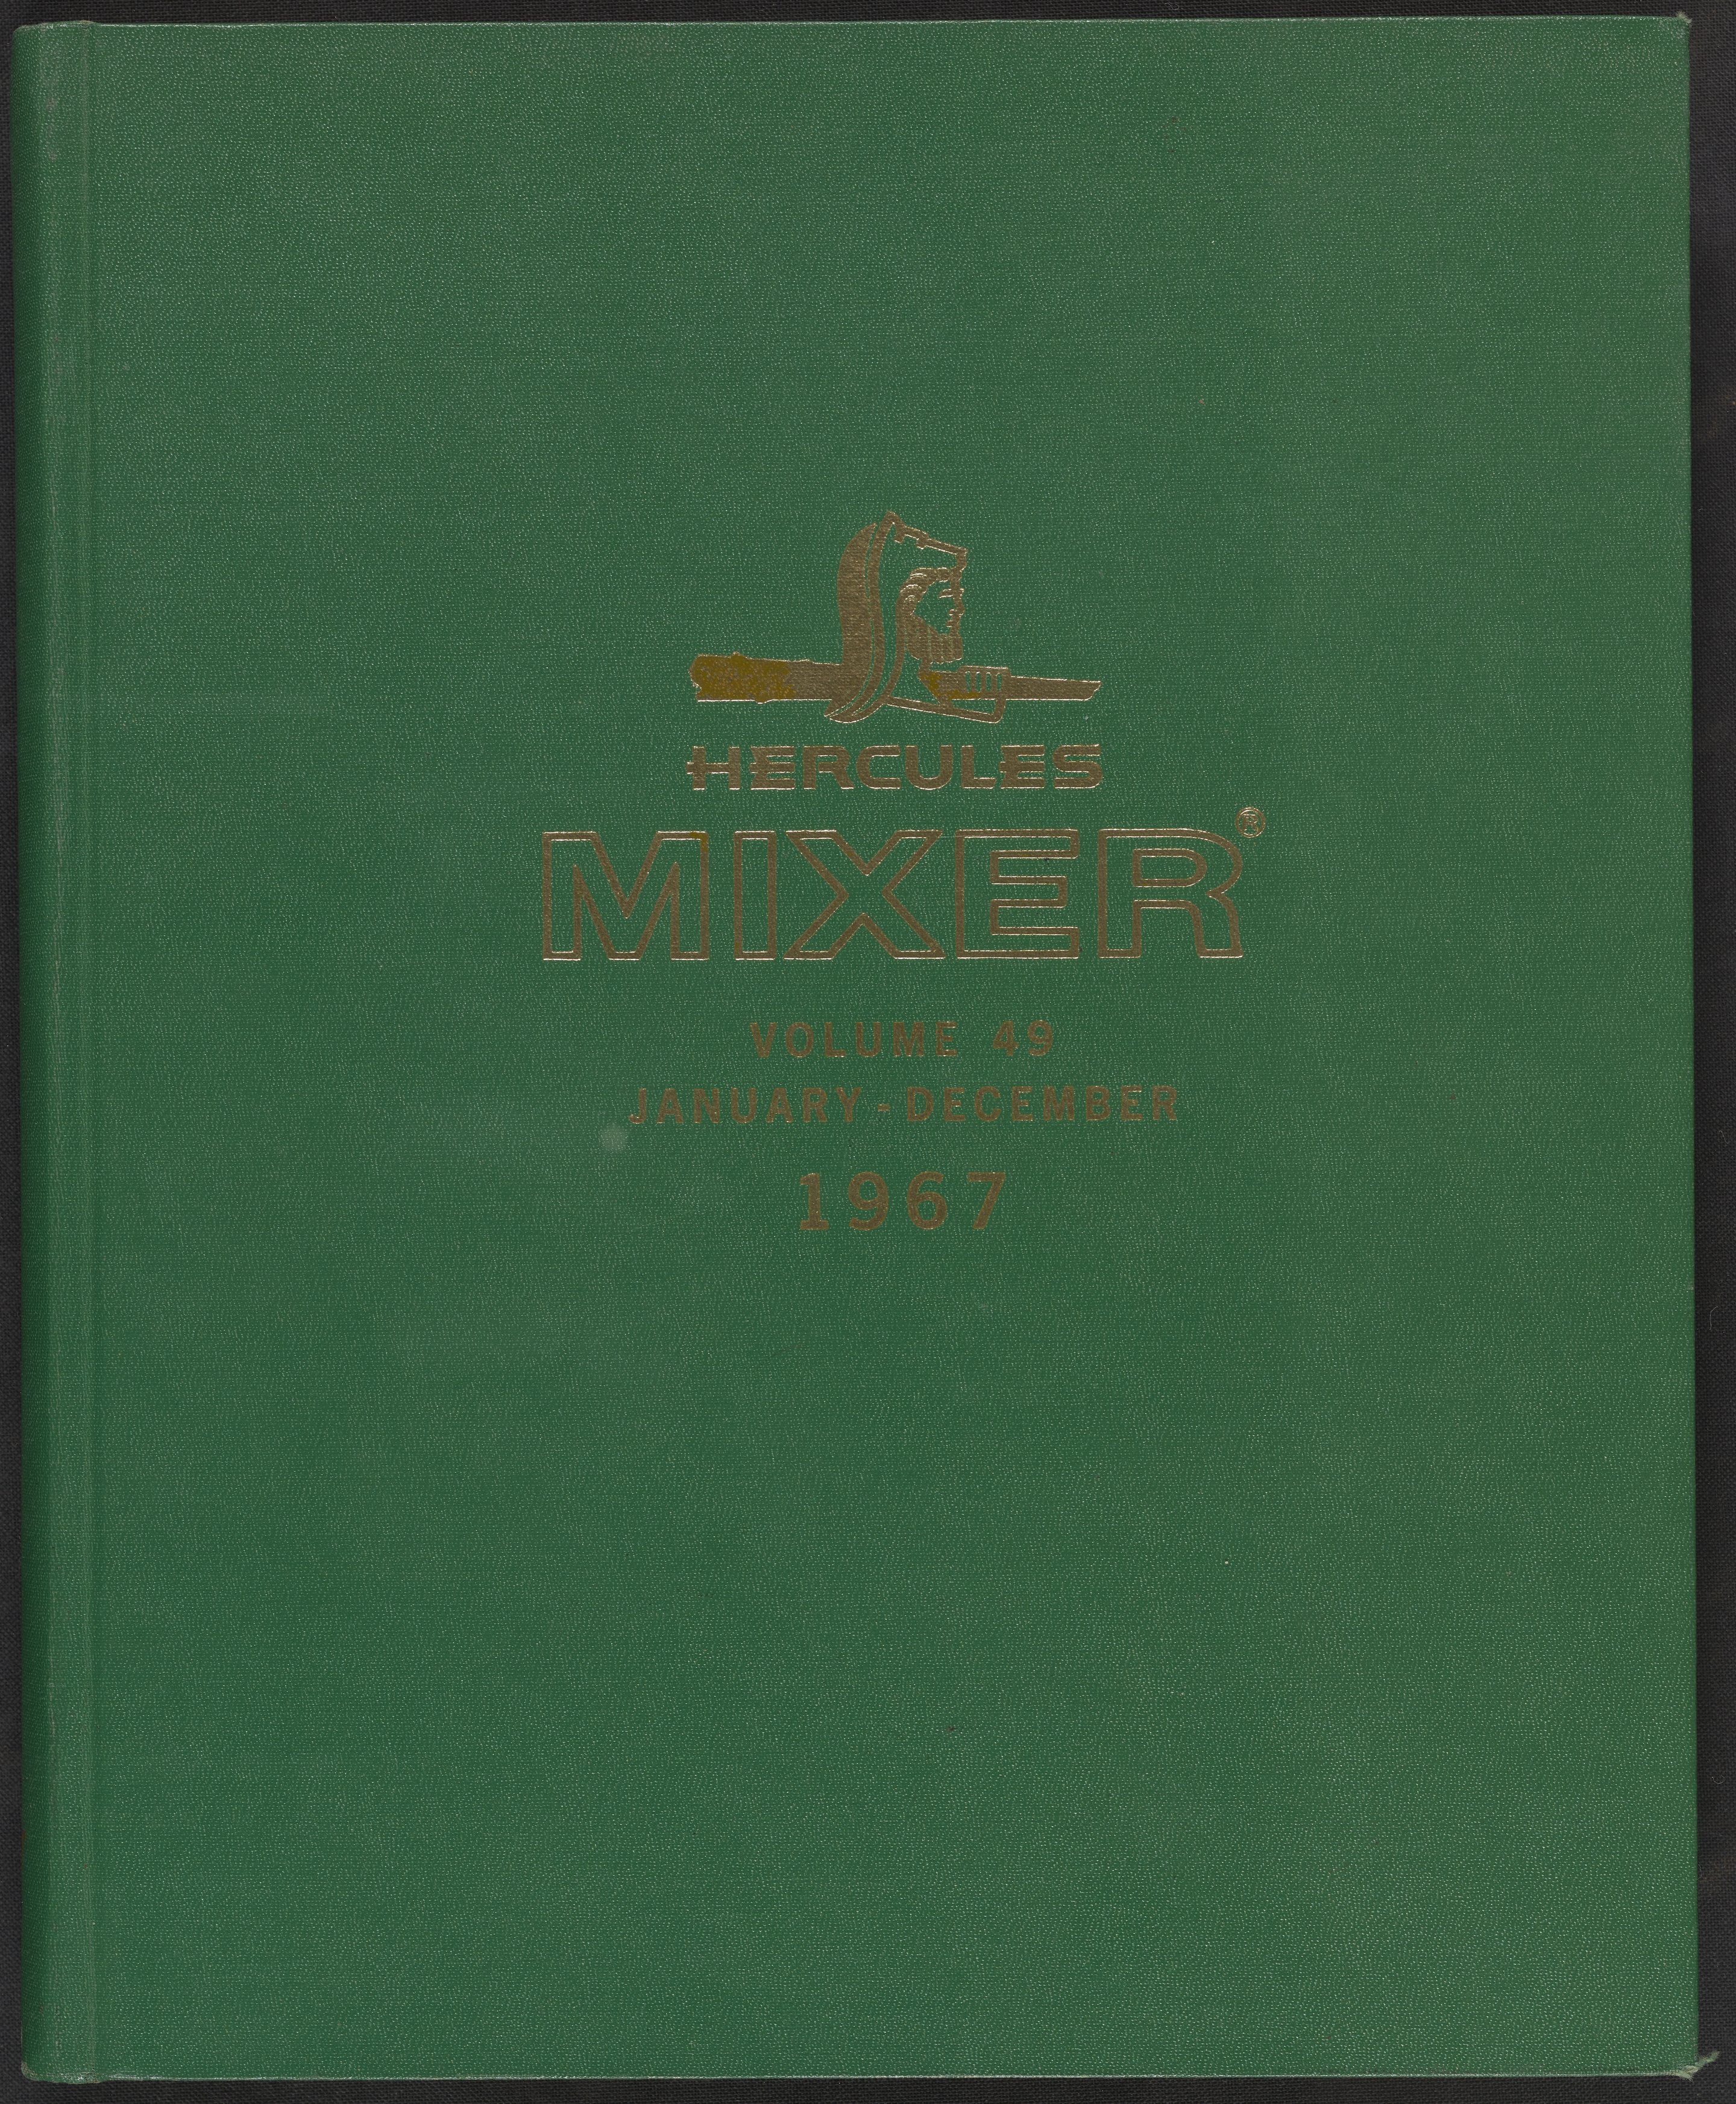 HERCULES
MIXER®
VOLUME 49
JANUARY-DECEMBER
1967